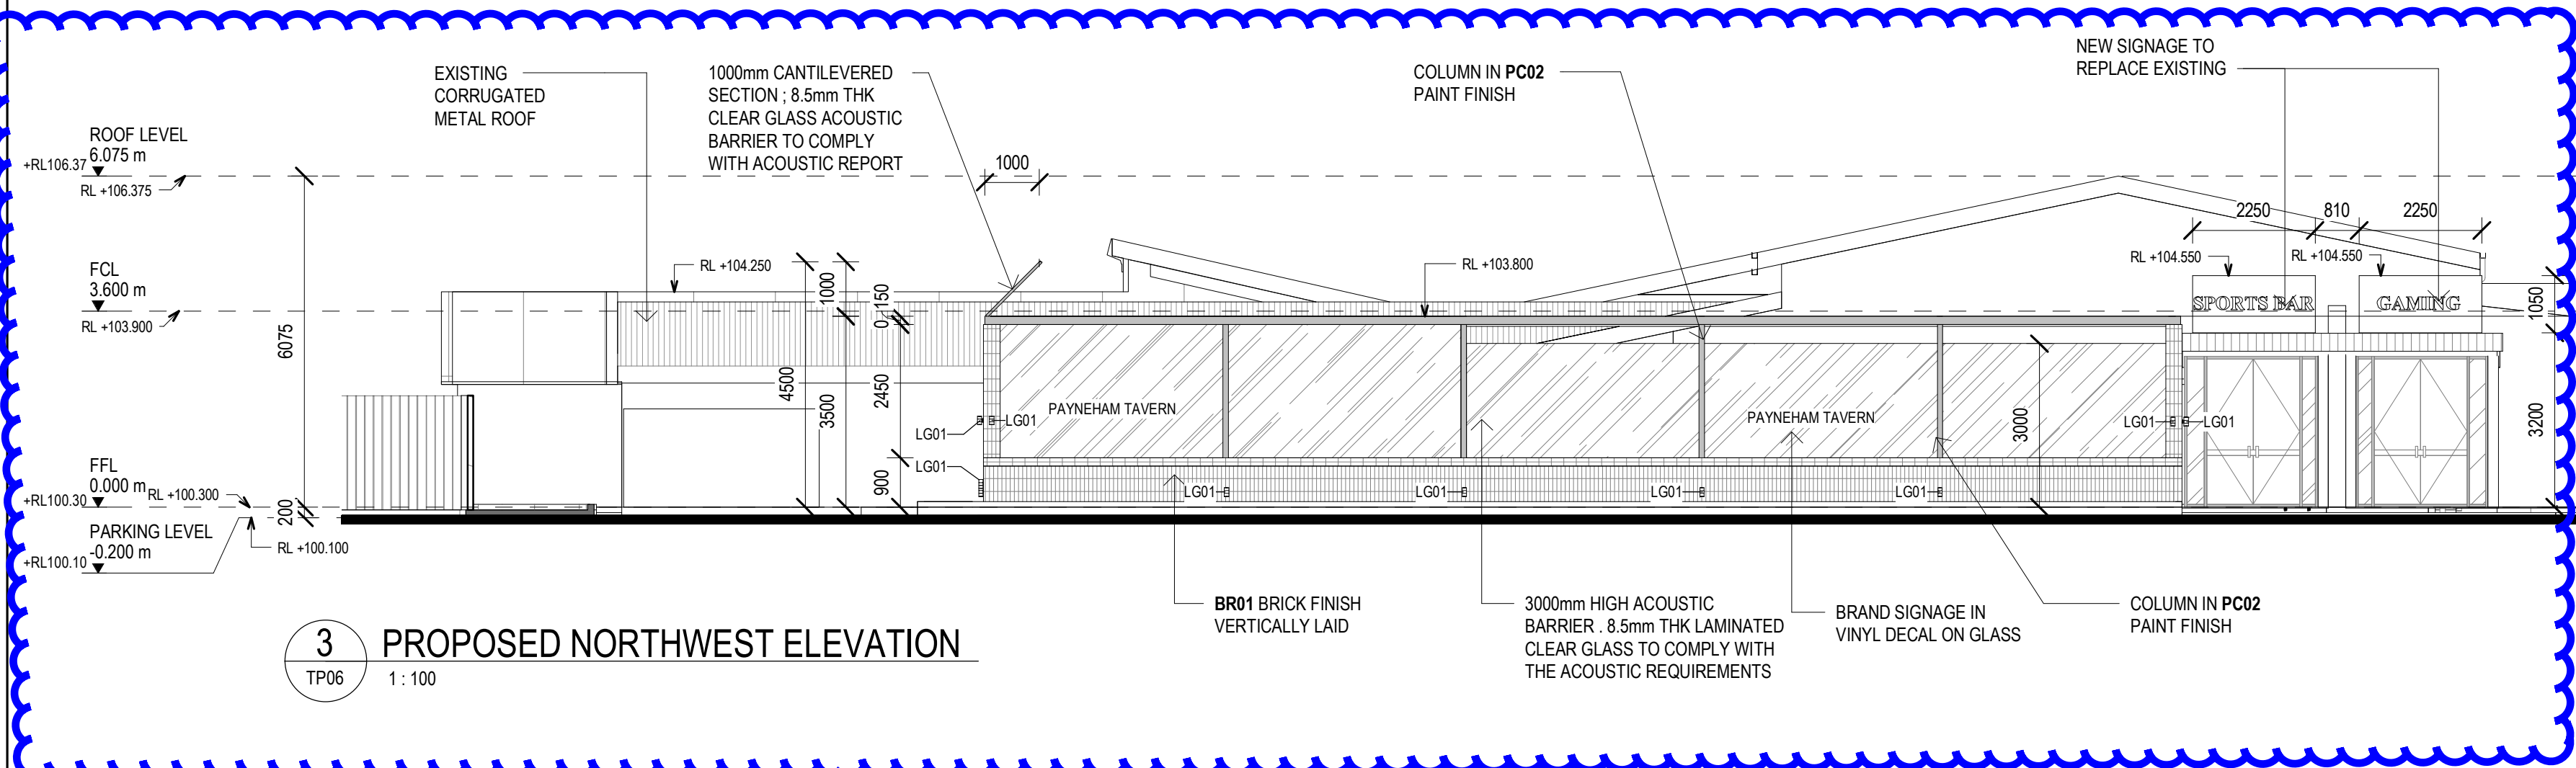 EXISTING
CORRUGATED
METAL ROOF
1000mm CANTILEVERED
SECTION ; 8.5mm THK
CLEAR GLASS ACOUSTIC
BARRIER TO COMPLY
WITH ACOUSTIC REPORT
COLUMN IN PC02
PAINT FINISH
NEW SIGNAGE TO
REPLACE EXISTING
ROOF LEVEL
6.075 m
+RL106.37
RL +106.375
1000
2250
810
2250
FCL
3.600 m
RL +103.900
RL +104.250
RL +103.800
RL +104.550
RL +104.550
6075
4500
1000
3500
0,150
2450
900
SPORTS BAR
GAMING
1050
PAYNEHAM TAVERN
PAYNEHAM TAVERN
3000
3200
LG01
LG01
LG01
LG01
LG01
LG01
LG01
LG01
LG01
FFL
0.000 m
+RL100.30
RL +100.300
200
PARKING LEVEL
-0.200 m
+RL100.10
RL +100.100
BR01 BRICK FINISH
VERTICALLY LAID
3000mm HIGH ACOUSTIC
BARRIER . 8.5mm THK LAMINATED
CLEAR GLASS TO COMPLY WITH
THE ACOUSTIC REQUIREMENTS
BRAND SIGNAGE IN
VINYL DECAL ON GLASS
COLUMN IN PC02
PAINT FINISH
3
TP06
PROPOSED NORTHWEST ELEVATION
1 : 100